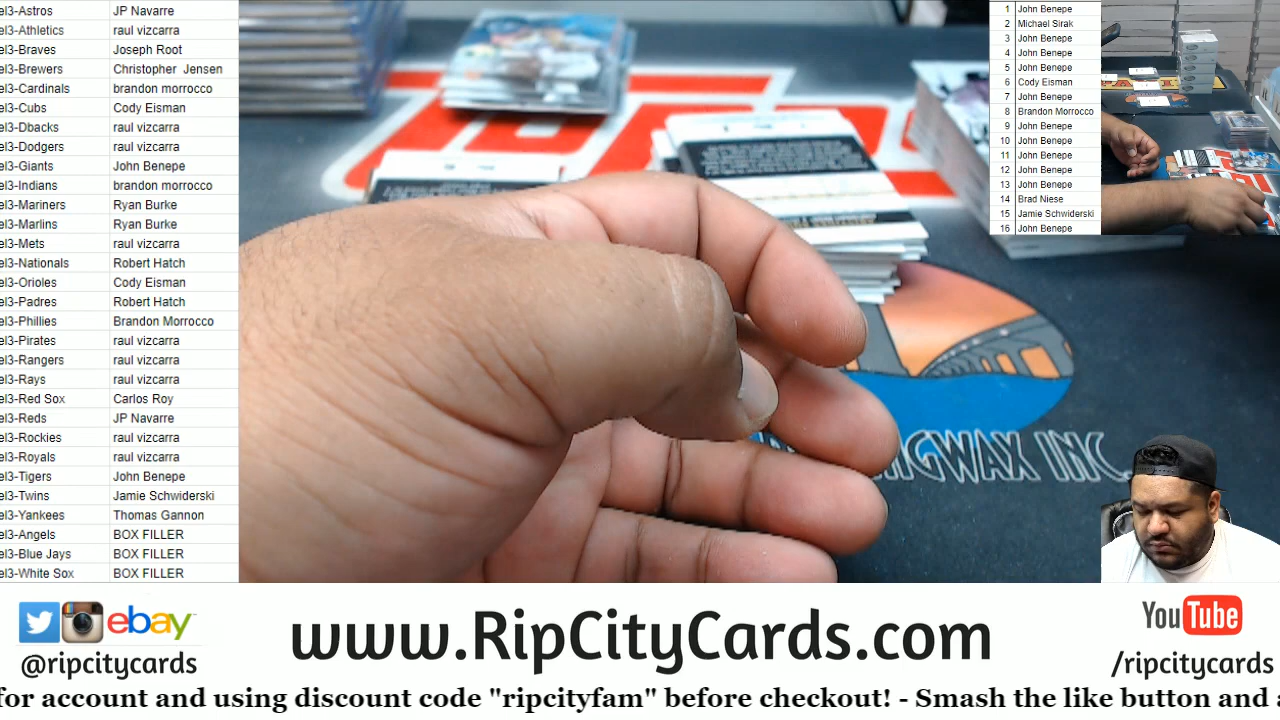 el3-Astros JP Navarre
el3-Athletics raul vizcarra
el3-Braves Joseph Root
el3-Brewers Christopher Jensen
el3-Cardinals brandon morrocco
el3-Cubs Cody Eisman
el3-Dbacks raul vizcarra
el3-Dodgers raul vizcarra
el3-Giants John Benepe
el3-Indians brandon morrocco
el3-Mariners Ryan Burke
el3-Marlins Ryan Burke
el3-Mets raul vizcarra
el3-Nationals Robert Hatch
el3-Orioles Cody Eisman
el3-Padres Robert Hatch
el3-Phillies Brandon Morrocco
el3-Pirates raul vizcarra
el3-Rangers raul vizcarra
el3-Rays raul vizcarra
el3-Red Sox Carlos Roy
el3-Reds JP Navarre
el3-Rockies raul vizcarra
el3-Royals raul vizcarra
el3-Tigers John Benepe
el3-Twins Jamie Schwiderski
el3-Yankees Thomas Gannon
el3-Angels BOX FILLER
el3-Blue Jays BOX FILLER
el3-White Sox BOX FILLER
1 John Benepe
2 Michael Sirak
3 John Benepe
4 John Benepe
5 John Benepe
6 Cody Eisman
7 John Benepe
8 Brandon Morrocco
9 John Benepe
10 John Benepe
11 John Benepe
12 John Benepe
13 John Benepe
14 Brad Niese
15 Jamie Schwiderski
16 John Benepe
GWAX INC.
ebay
@ripcitycards
www.RipCityCards.com
YouTube
/ripcitycards
for account and using discount code "ripcityfam" before checkout! - Smash the like button and a